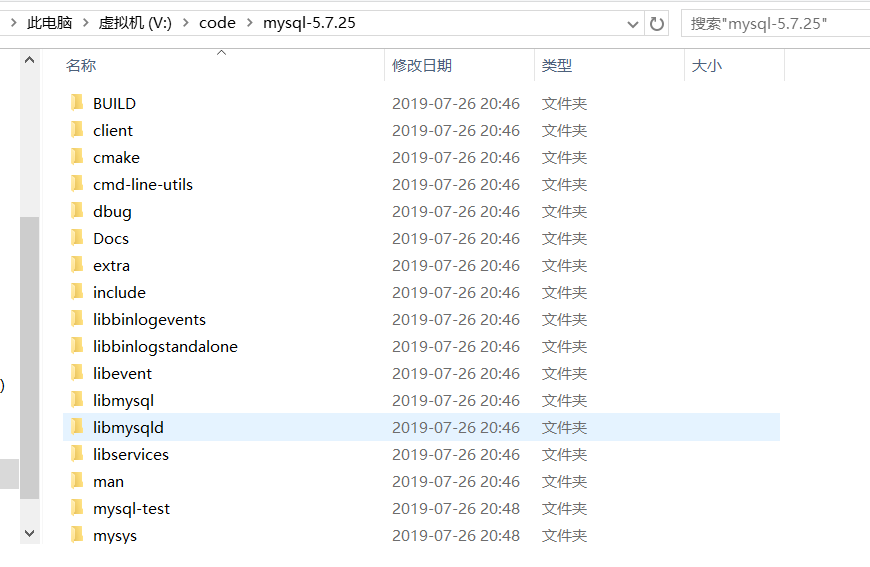 此电脑 > 虚拟机 (V:) > code > mysql-5.7.25 搜索"mysql-5.7.25"
名称 修改日期 类型 大小
BUILD 2019-07-26 20:46 文件夹
client 2019-07-26 20:46 文件夹
cmake 2019-07-26 20:46 文件夹
cmd-line-utils 2019-07-26 20:46 文件夹
dbug 2019-07-26 20:46 文件夹
Docs 2019-07-26 20:46 文件夹
extra 2019-07-26 20:46 文件夹
include 2019-07-26 20:46 文件夹
libbinlogevents 2019-07-26 20:46 文件夹
libbinlogstandalone 2019-07-26 20:46 文件夹
libevent 2019-07-26 20:46 文件夹
)
libmysql 2019-07-26 20:46 文件夹
libmysqld 2019-07-26 20:46 文件夹
libservices 2019-07-26 20:46 文件夹
man 2019-07-26 20:46 文件夹
mysql-test 2019-07-26 20:48 文件夹
mysys 2019-07-26 20:48 文件夹